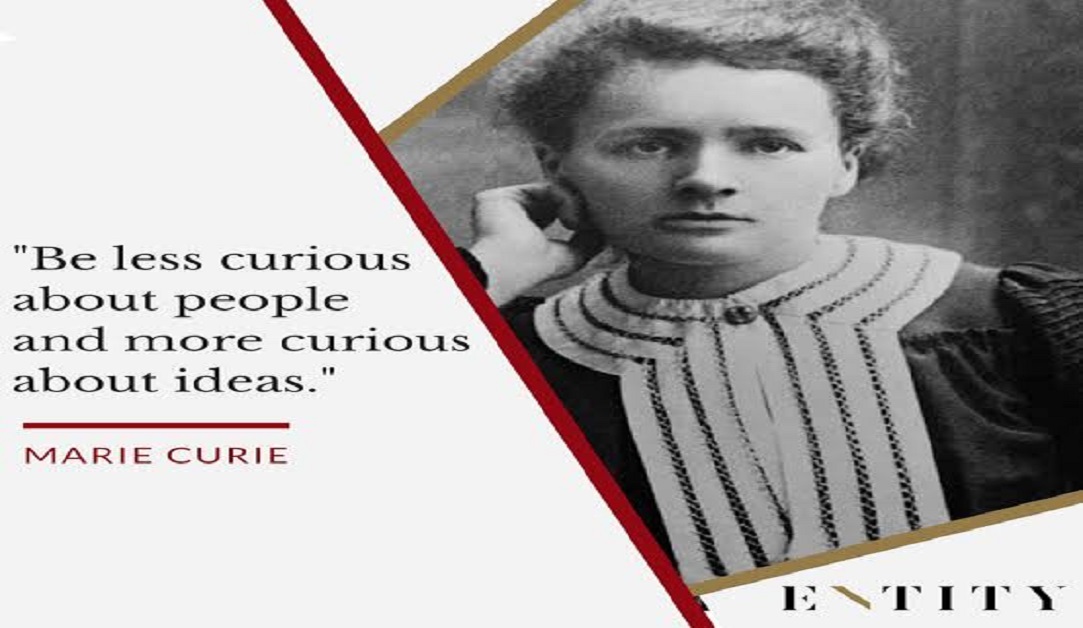 "Be less curious
about people
and more curious
about ideas."
MARIE CURIE
ENTITY